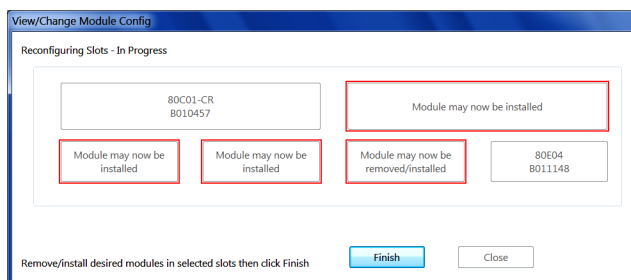 View/Change Module Config
Reconfiguring Slots - In Progress
80C01-CR
B010457
Module may now be installed
Module may now be
installed
Module may now be
installed
Module may now be
removed/installed
80E04
B011148
Remove/install desired modules in selected slots then click Finish
Finish
Close